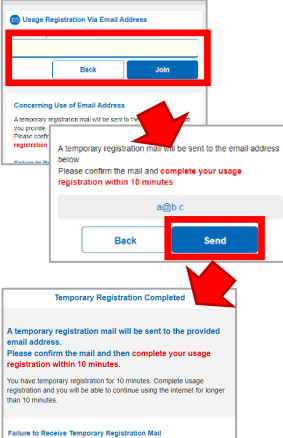 Usage Registration Via Email Address
Back
Join
Concerning Use of Email Address
A temporary registration mail will be sent to the
you provide
Please confir
registration
A temporary registration mail will be sent to the email address
below.
Please confirm the mail and complete your usage
registration within 10 minutes.
a@b.c
Back
Send
Temporary Registration Completed
A temporary registration mail will be sent to the provided
email address.
Please confirm the mail and then complete your usage
registration within 10 minutes.
You have temporary registration for 10 minutes. Complete usage
registration and you will be able to continue using the internet for longer
than 10 minutes.
Failure to Receive Temporary Registration Mail